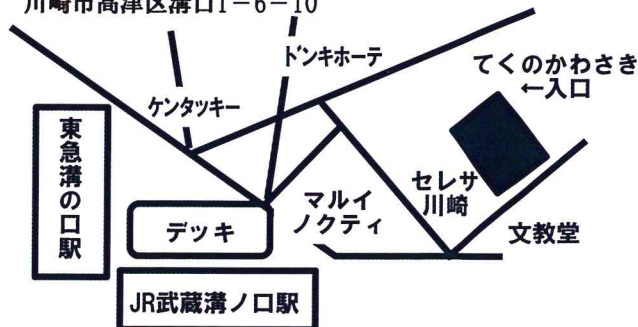 川崎市高津区溝口1-6-10
ドンキホーテ
てくのかわさき
←入口
ケンタッキー
東急溝の口駅
マルイ
ノクティ
セレサ
川崎
デッキ
文教堂
JR武蔵溝ノ口駅